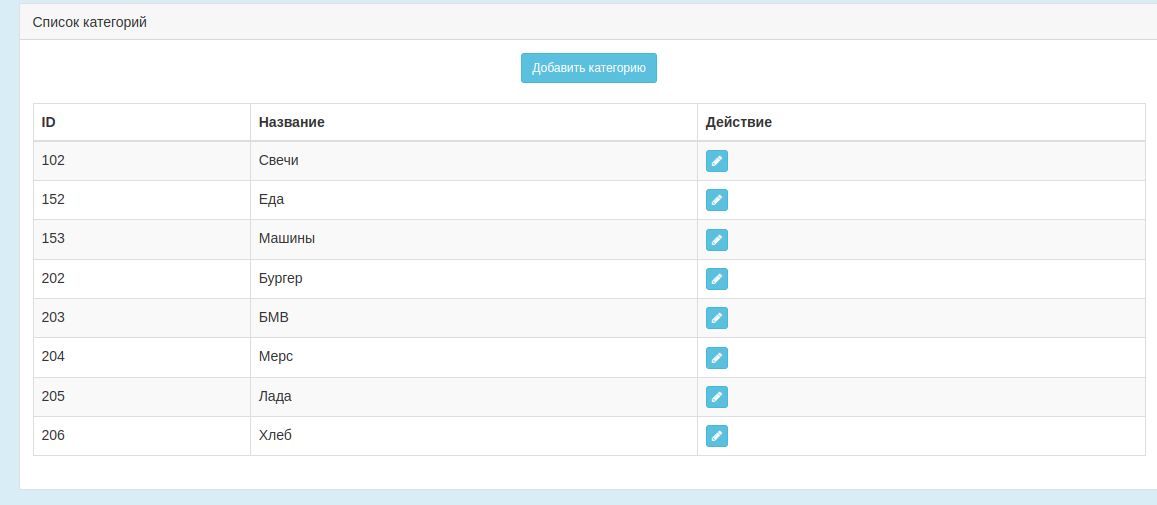 Список категорий
Добавить категорию
ID Название Действие
102 Свечи
152 Еда
153 Машины
202 Бургер
203 БМВ
204 Мерс
205 Лада
206 Хлеб